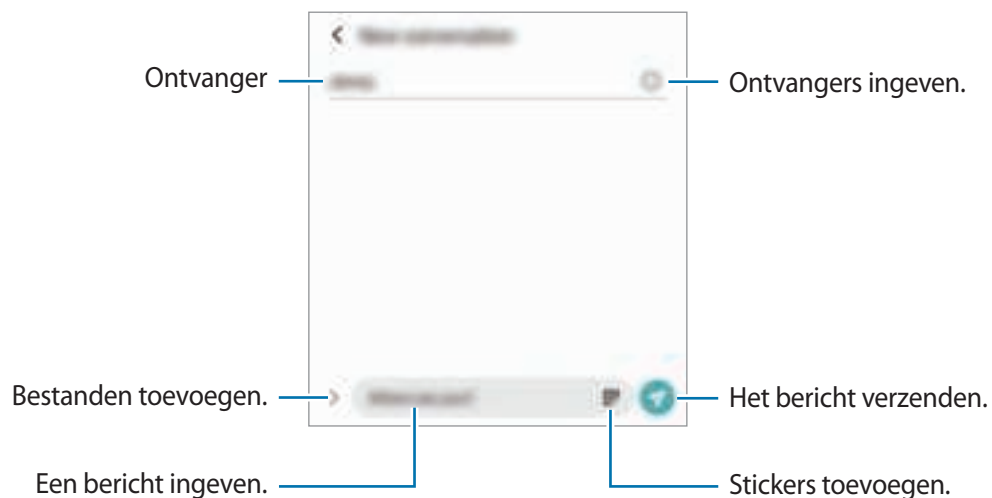 Ontvanger
Ontvangers ingeven.
Bestanden toevoegen.
Het bericht verzenden.
Een bericht ingeven.
Stickers toevoegen.